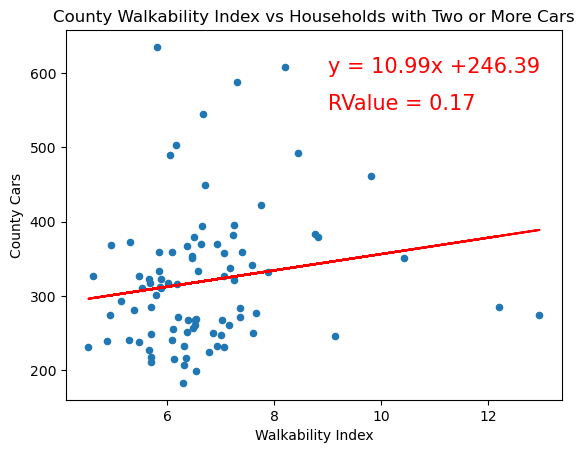 County Walkability Index vs Households with Two or More Cars
y = 10.99x +246.39
RValue = 0.17
600
500
400
300
200
County Cars
6
8
10
12
Walkability Index